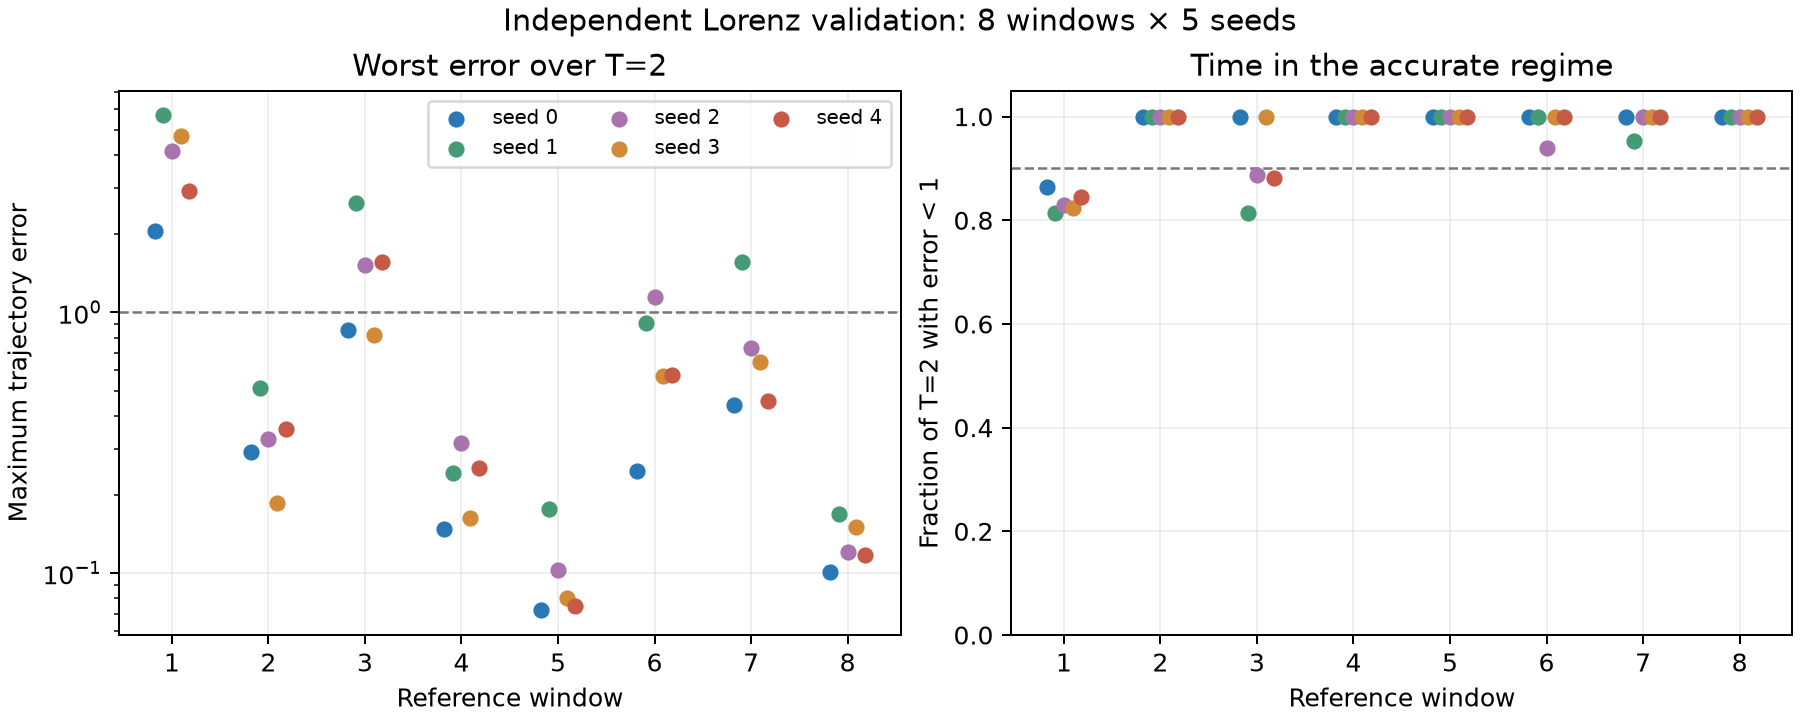 Independent Lorenz validation: 8 windows × 5 seeds
Worst error over T=2
seed 0
seed 1
seed 2
seed 3
seed 4
Maximum trajectory error
10⁰
10⁻¹
1 2 3 4 5 6 7 8
Reference window
Time in the accurate regime
Fraction of T=2 with error < 1
1.0
0.8
0.6
0.4
0.2
0.0
1 2 3 4 5 6 7 8
Reference window